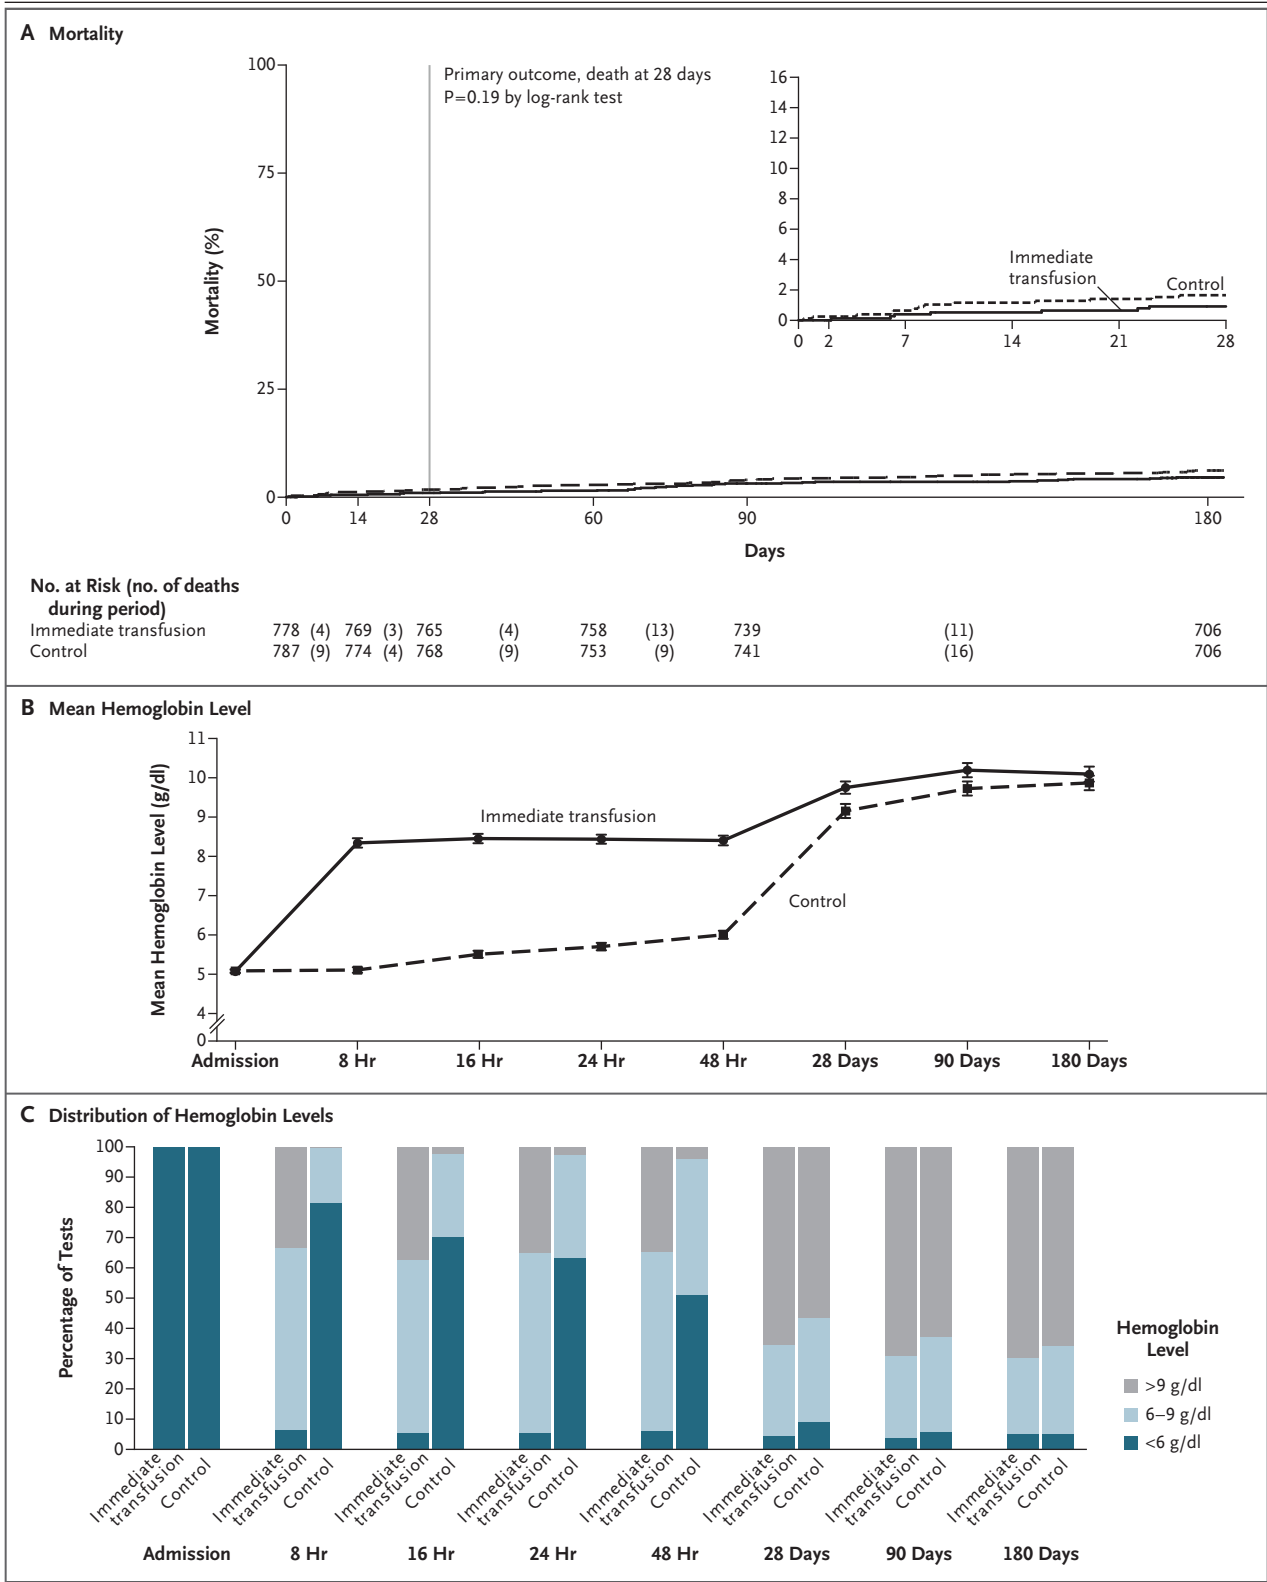 A Mortality
100
75
50
25
0
Mortality (%)
Primary outcome, death at 28 days
P=0.19 by log-rank test
16
14
12
10
8
6
4
2
0
Immediate
transfusion
Control
0 2 7 14 21 28
0 14 28 60 90 180
Days
No. at Risk (no. of deaths
during period)
Immediate transfusion 778 (4) 769 (3) 765 (4) 758 (13) 739 (11) 706
Control 787 (9) 774 (4) 768 (9) 753 (9) 741 (16) 706
B Mean Hemoglobin Level
Mean Hemoglobin Level (g/dl)
11
10
9
8
7
6
5
4
0
Immediate transfusion
Control
Admission 8 Hr 16 Hr 24 Hr 48 Hr 28 Days 90 Days 180 Days
C Distribution of Hemoglobin Levels
Percentage of Tests
100
90
80
70
60
50
40
30
20
10
0
Hemoglobin
Level
>9 g/dl
6–9 g/dl
<6 g/dl
Immediate
transfusion
Control
Immediate
transfusion
Control
Immediate
transfusion
Control
Immediate
transfusion
Control
Immediate
transfusion
Control
Immediate
transfusion
Control
Immediate
transfusion
Control
Immediate
transfusion
Control
Admission 8 Hr 16 Hr 24 Hr 48 Hr 28 Days 90 Days 180 Days